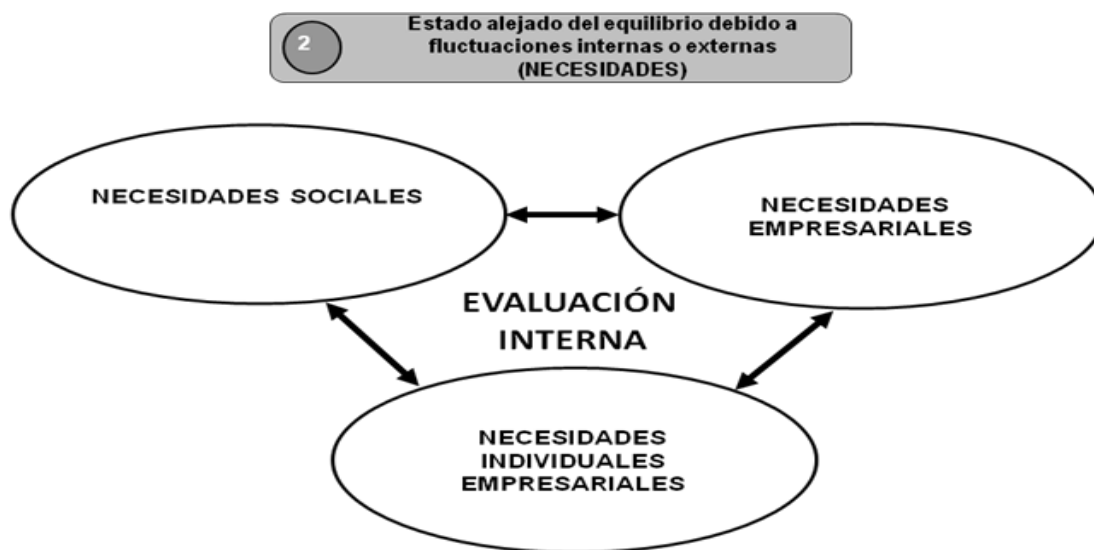 2
Estado alejado del equilibrio debido a
fluctuaciones internas o externas
(NECESIDADES)
NECESIDADES SOCIALES
NECESIDADES
EMPRESARIALES
EVALUACIÓN
INTERNA
NECESIDADES
INDIVIDUALES
EMPRESARIALES